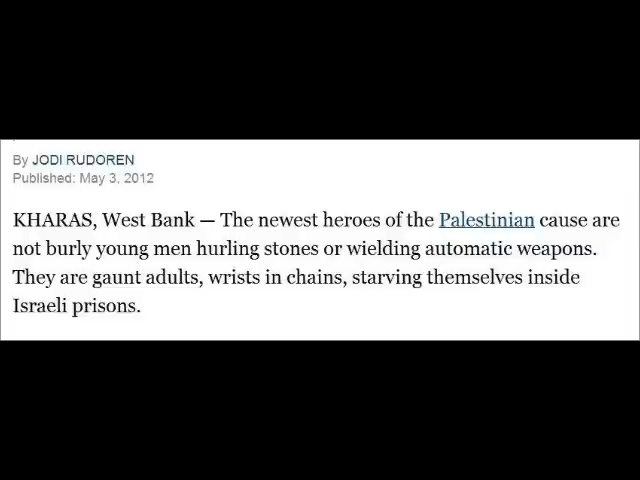 By JODI RUDOREN
Published: May 3, 2012
KHARAS, West Bank — The newest heroes of the Palestinian cause are
not burly young men hurling stones or wielding automatic weapons.
They are gaunt adults, wrists in chains, starving themselves inside
Israeli prisons.